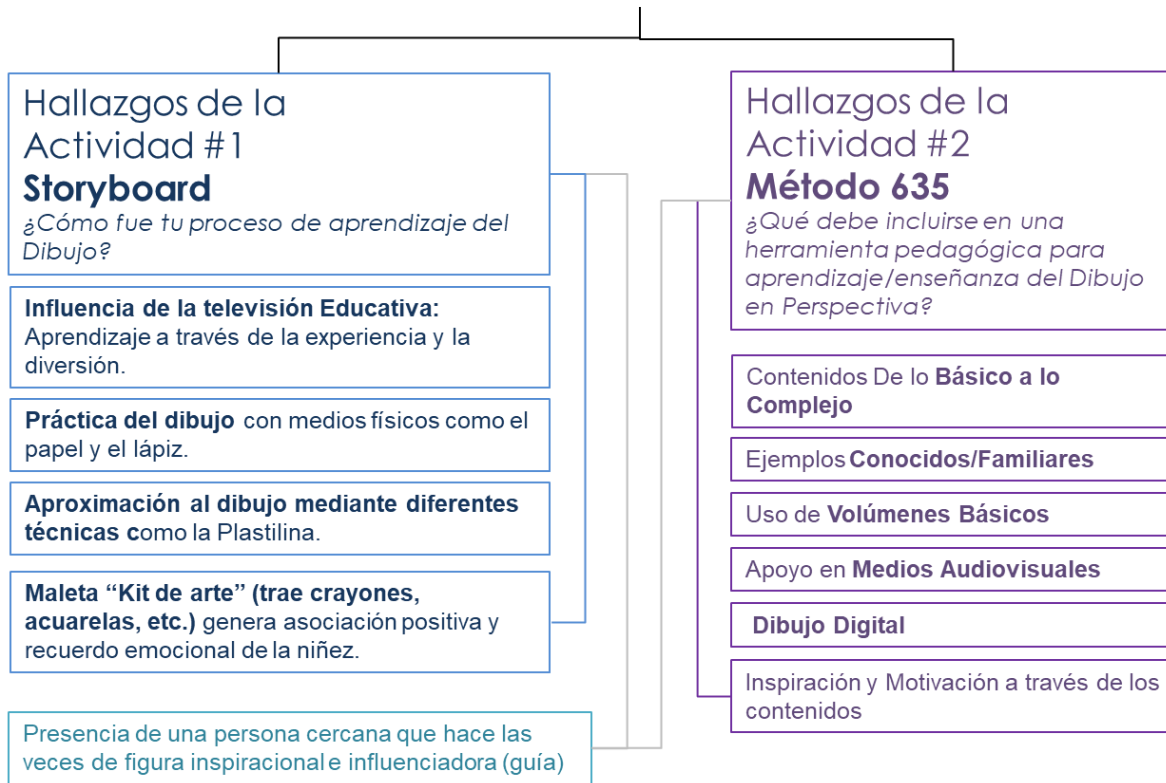 Hallazgos de la
Actividad #1
Storyboard
¿Cómo fue tu proceso de aprendizaje del
Dibujo?
Influencia de la televisión Educativa:
Aprendizaje a través de la experiencia y la
diversión.
Práctica del dibujo con medios físicos como el
papel y el lápiz.
Aproximación al dibujo mediante diferentes
técnicas como la Plastilina.
Maleta “Kit de arte” (trae crayones,
acuarelas, etc.) genera asociación positiva y
recuerdo emocional de la niñez.
Presencia de una persona cercana que hace las
veces de figura inspiracional e influenciadora (guía)
Hallazgos de la
Actividad #2
Método 635
¿Qué debe incluirse en una
herramienta pedagógica para
aprendizaje/enseñanza del Dibujo
en Perspectiva?
Contenidos De lo Básico a lo
Complejo
Ejemplos Conocidos/Familiares
Uso de Volúmenes Básicos
Apoyo en Medios Audiovisuales
Dibujo Digital
Inspiración y Motivación a través de los
contenidos